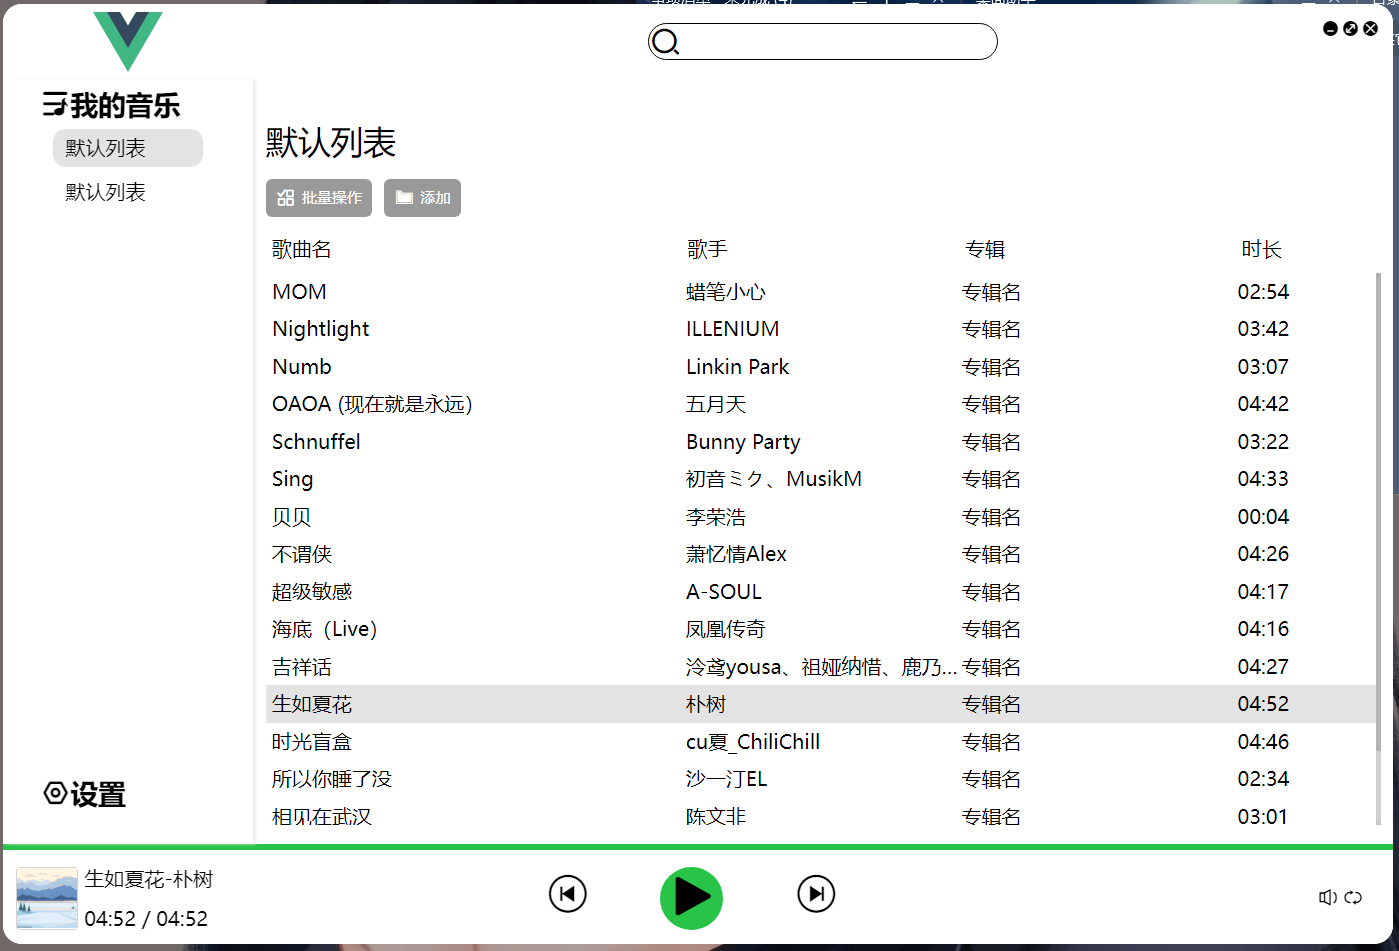 我的音乐
默认列表
默认列表
设置
默认列表
批量操作 添加
歌曲名 歌手 专辑 时长
MOM 蜡笔小心 专辑名 02:54
Nightlight ILLENIUM 专辑名 03:42
Numb Linkin Park 专辑名 03:07
OAOA (现在就是永远) 五月天 专辑名 04:42
Schnuffel Bunny Party 专辑名 03:22
Sing 初音ミク、MusikM 专辑名 04:33
贝贝 李荣浩 专辑名 00:04
不谓侠 萧忆情Alex 专辑名 04:26
超级敏感 A-SOUL 专辑名 04:17
海底（Live） 凤凰传奇 专辑名 04:16
吉祥话 泠鸢yousa、祖娅纳惜、鹿乃... 专辑名 04:27
生如夏花 朴树 专辑名 04:52
时光盲盒 cu夏_ChiliChill 专辑名 04:46
所以你睡了没 沙一汀EL 专辑名 02:34
相见在武汉 陈文非 专辑名 03:01
生如夏花-朴树
04:52 / 04:52